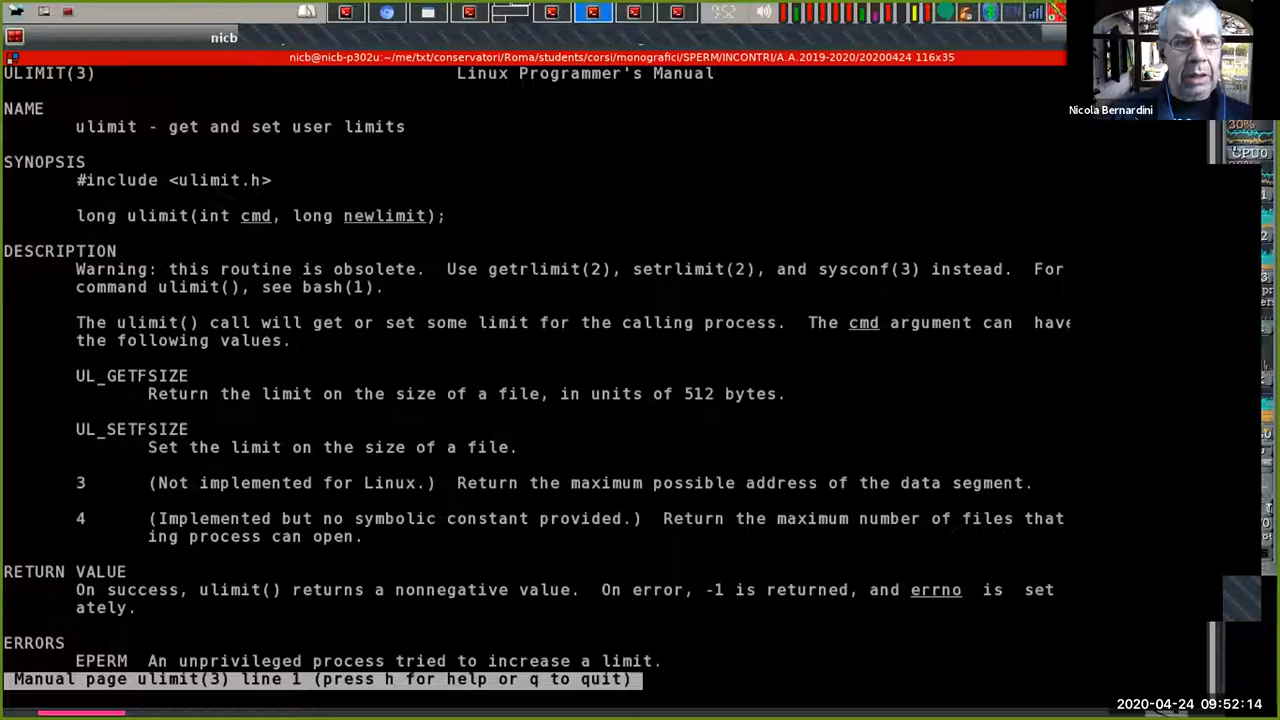 9:52
EN
nicb
nicb@nicb-p302u:~/me/txt/conservatori/Roma/students/corsi/monografici/SPERM/INCONTRI/A.A.2019-2020/20200424 116x35
Nicola Bernardini
30%
CPU0
ULIMIT(3) Linux Programmer's Manual
NAME
ulimit - get and set user limits
SYNOPSIS
#include <ulimit.h>
long ulimit(int cmd, long newlimit);
DESCRIPTION
Warning: this routine is obsolete. Use getrlimit(2), setrlimit(2), and sysconf(3) instead. For
command ulimit(), see bash(1).
The ulimit() call will get or set some limit for the calling process. The cmd argument can have
the following values.
UL_GETFSIZE
Return the limit on the size of a file, in units of 512 bytes.
UL_SETFSIZE
Set the limit on the size of a file.
3 (Not implemented for Linux.) Return the maximum possible address of the data segment.
4 (Implemented but no symbolic constant provided.) Return the maximum number of files that
ing process can open.
RETURN VALUE
On success, ulimit() returns a nonnegative value. On error, -1 is returned, and errno is set
ately.
ERRORS
EPERM An unprivileged process tried to increase a limit.
Manual page ulimit(3) line 1 (press h for help or q to quit)
2020-04-24 09:52:14